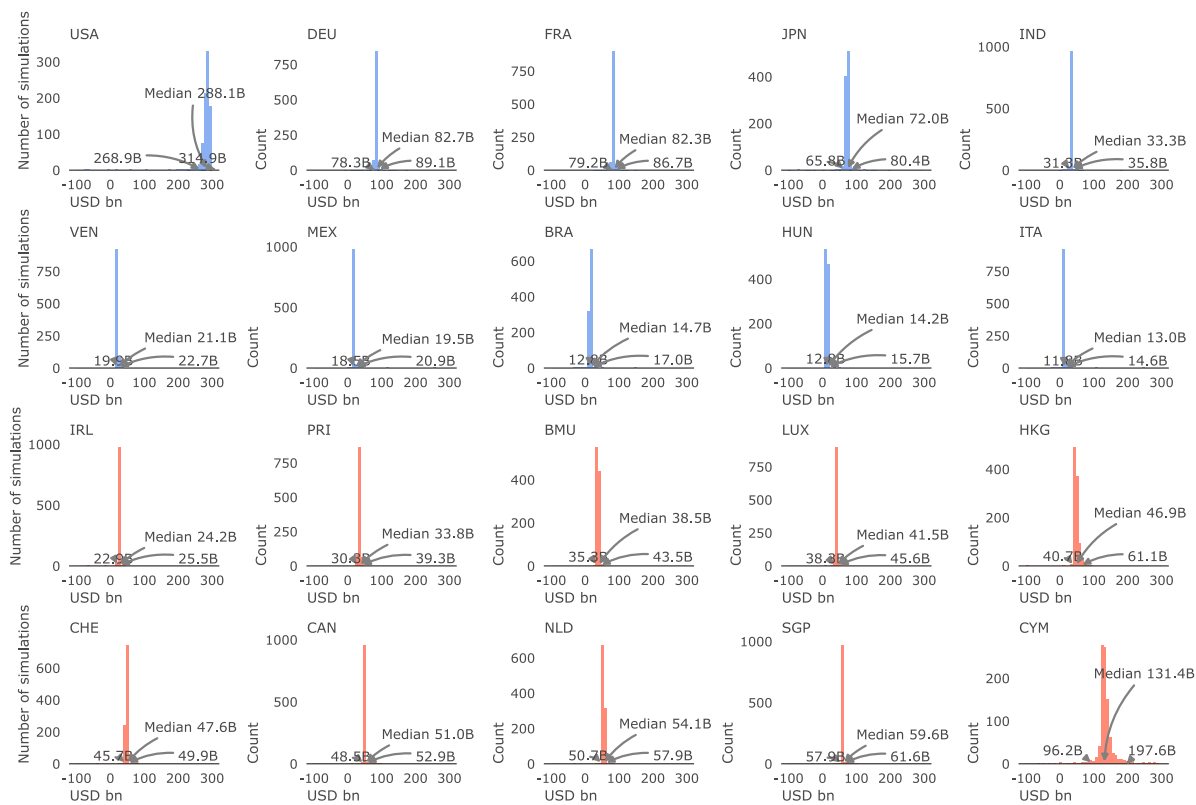 USA
DEU
FRA
JPN
IND
Number of simulations
300
200
100
0
Median 288.1B
268.9B
314.9B
-100 0 100 200 300
USD bn
Count
750
500
250
0
Median 82.7B
78.3B
89.1B
-100 0 100 200 300
USD bn
Count
750
500
250
0
Median 82.3B
79.2B
86.7B
-100 0 100 200 300
USD bn
Count
400
200
0
Median 72.0B
65.8B
80.4B
-100 0 100 200 300
USD bn
Count
1000
500
0
Median 33.3B
31.3B
35.8B
-100 0 100 200 300
USD bn
VEN
MEX
BRA
HUN
ITA
Number of simulations
750
500
250
0
Median 21.1B
19.9B
22.7B
-100 0 100 200 300
USD bn
Count
1000
500
0
Median 19.5B
18.5B
20.9B
-100 0 100 200 300
USD bn
Count
600
400
200
0
Median 14.7B
17.0B
-100 0 100 200 300
USD bn
Count
400
200
0
Median 14.2B
15.7B
-100 0 100 200 300
USD bn
Count
750
500
250
0
Median 13.0B
11.8B
14.6B
-100 0 100 200 300
USD bn
IRL
PRI
BMU
LUX
HKG
Number of simulations
1000
500
0
Median 24.2B
22.9B
25.5B
-100 0 100 200 300
USD bn
Count
750
500
250
0
Median 33.8B
39.3B
-100 0 100 200 300
USD bn
Count
400
200
0
Median 38.5B
35.3B
43.5B
-100 0 100 200 300
USD bn
Count
750
500
250
0
Median 41.5B
38.3B
45.6B
-100 0 100 200 300
USD bn
Count
400
200
0
Median 46.9B
40.7B
61.1B
-100 0 100 200 300
USD bn
CHE
CAN
NLD
SGP
CYM
Number of simulations
600
400
200
0
Median 47.6B
45.7B
49.9B
-100 0 100 200 300
USD bn
Count
1000
500
0
Median 51.0B
48.5B
52.9B
-100 0 100 200 300
USD bn
Count
600
400
200
0
Median 54.1B
50.7B
57.9B
-100 0 100 200 300
USD bn
Count
1000
500
0
Median 59.6B
57.9B
61.6B
-100 0 100 200 300
USD bn
Count
200
100
0
Median 131.4B
96.2B
197.6B
-100 0 100 200 300
USD bn